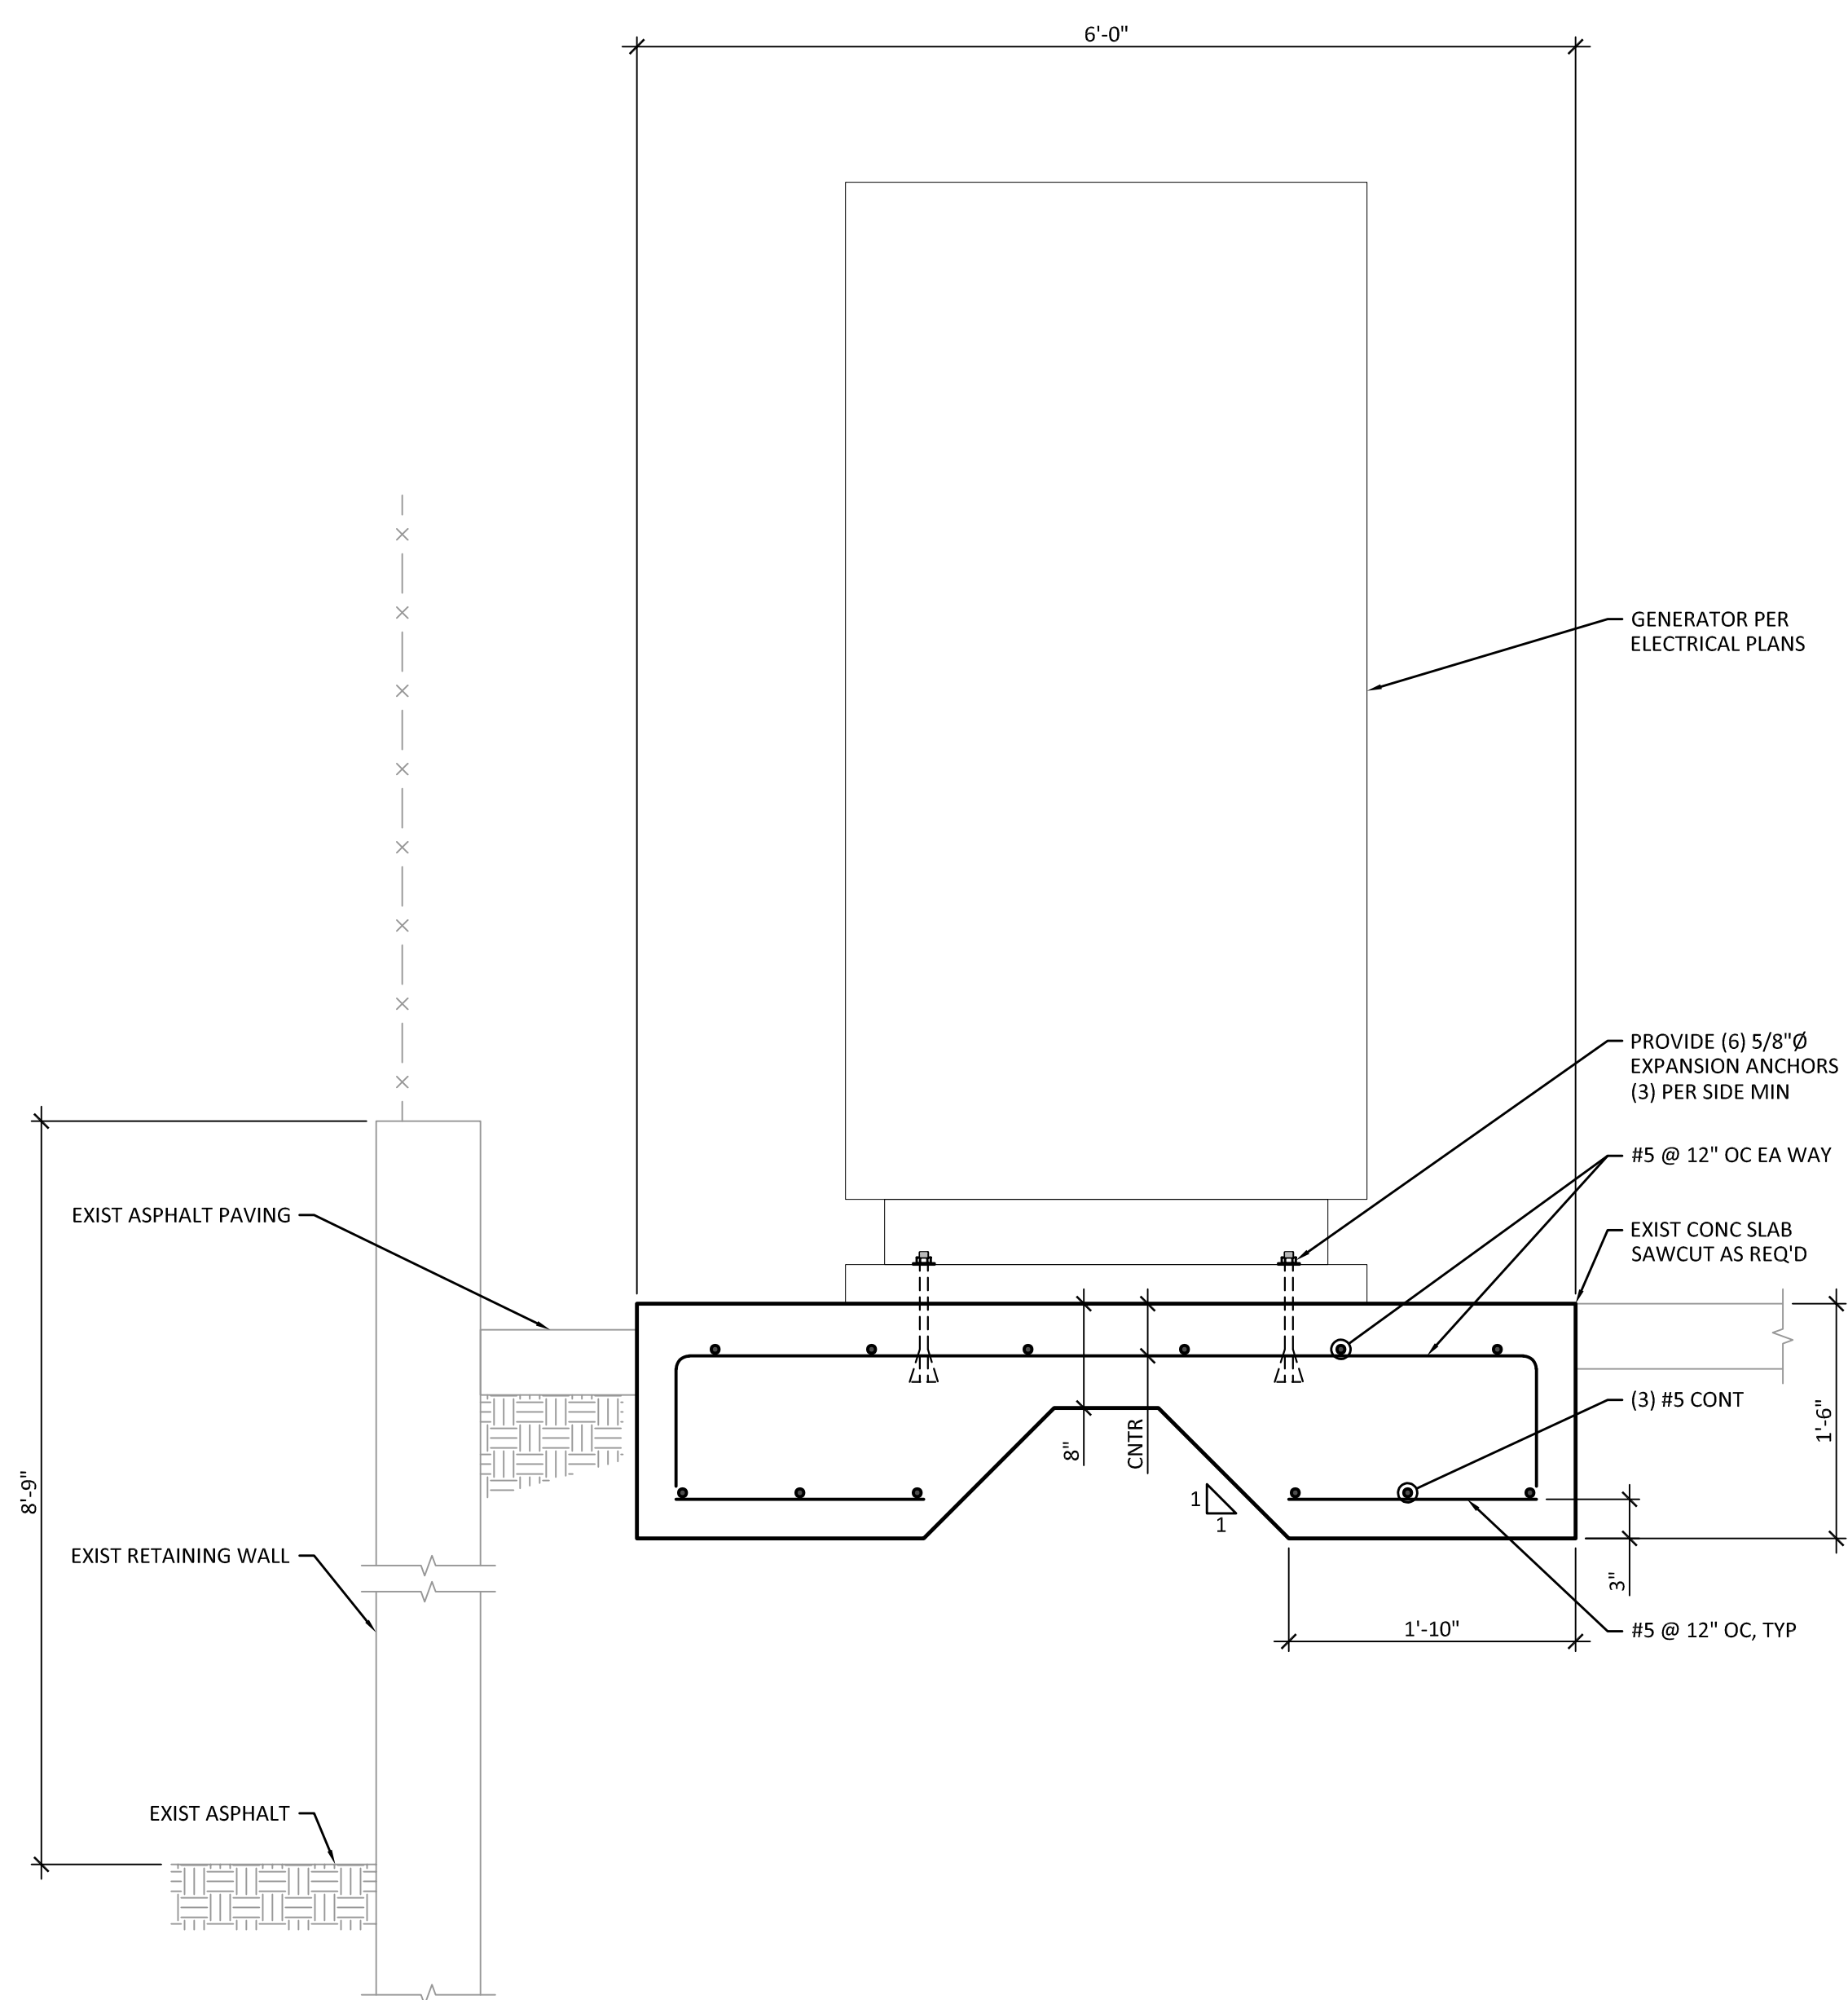 6'-0"
GENERATOR PER
ELECTRICAL PLANS
PROVIDE (6) 5/8"Ø
EXPANSION ANCHORS
(3) PER SIDE MIN
#5 @ 12" OC EA WAY
EXIST ASPHALT PAVING
EXIST CONC SLAB
SAWCUT AS REQ'D
(3) #5 CONT
8"
CNTR
1'-6"
8'-9"
1
1
EXIST RETAINING WALL
3"
1'-10"
#5 @ 12" OC, TYP
EXIST ASPHALT